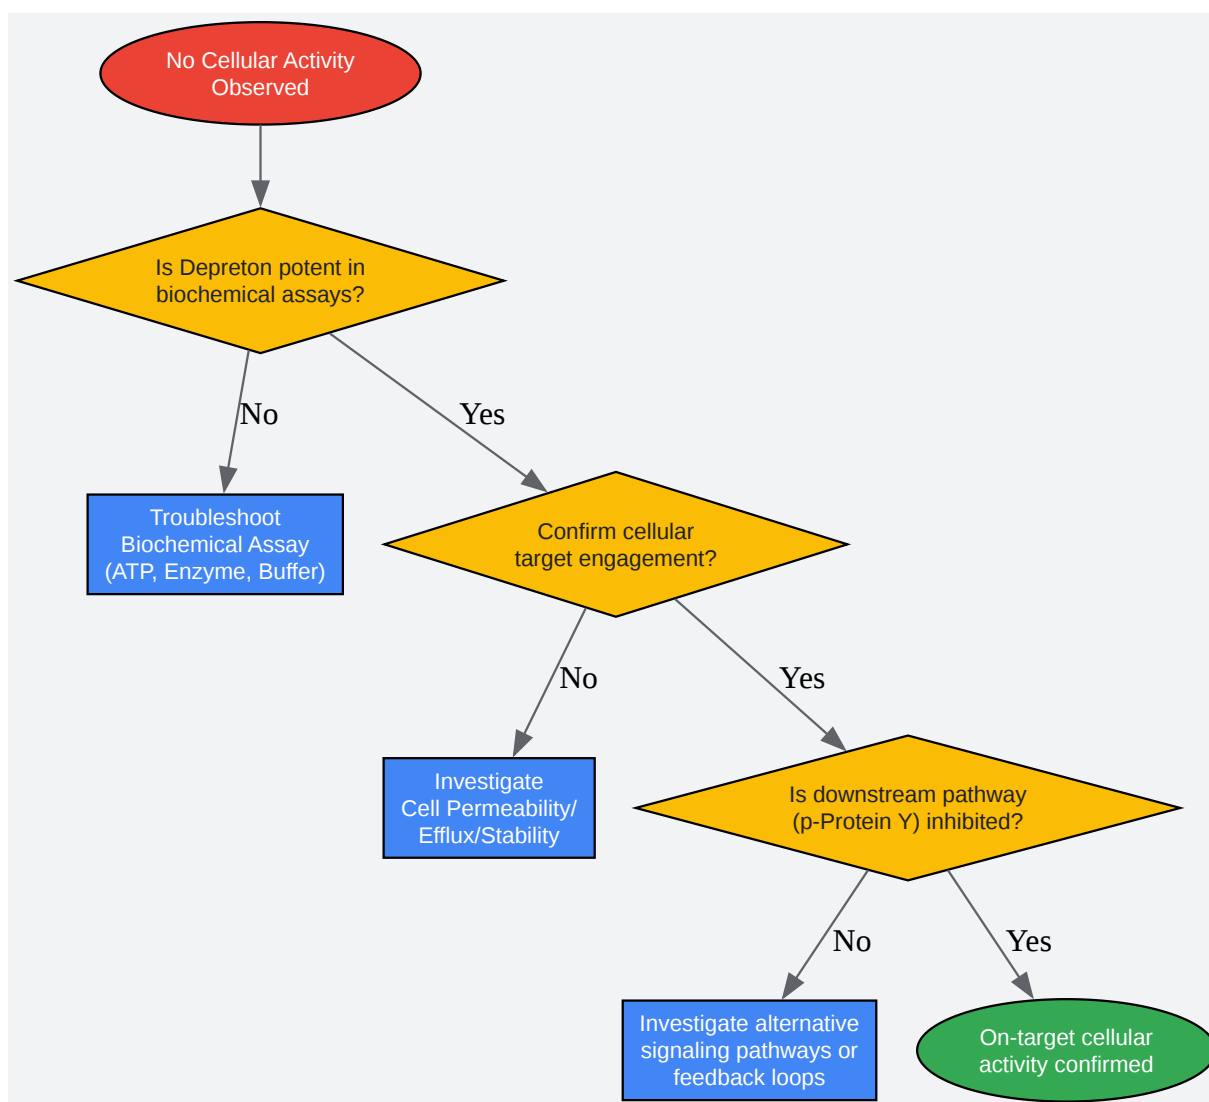 No Cellular Activity
Observed
Is Depreton potent in
biochemical assays?
No
Yes
Troubleshoot
Biochemical Assay
(ATP, Enzyme, Buffer)
Confirm cellular
target engagement?
No
Yes
Investigate
Cell Permeability/
Efflux/Stability
Is downstream pathway
(p-Protein Y) inhibited?
No
Yes
Investigate alternative
signaling pathways or
feedback loops
On-target cellular
activity confirmed